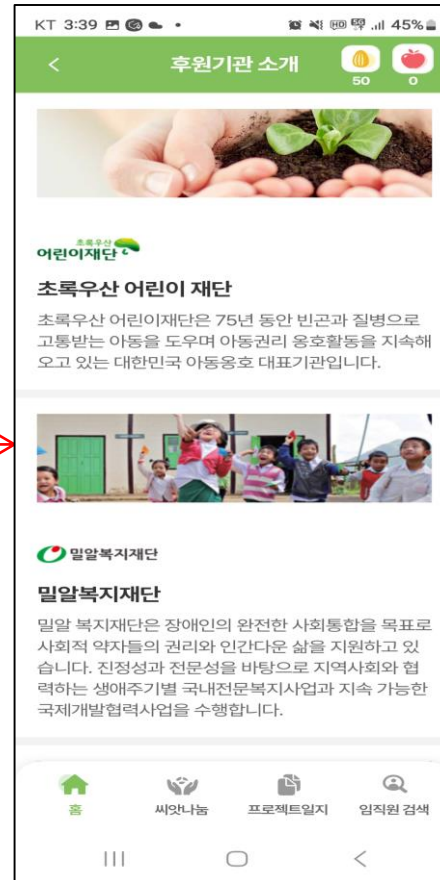 KT 3:39
45%
후원기관 소개
50
0
초록우산
어린이재단
초록우산 어린이 재단
초록우산 어린이재단은 75년 동안 빈곤과 질병으로
고통받는 아동을 도우며 아동권리 옹호활동을 지속해
오고 있는 대한민국 아동옹호 대표기관입니다.
밀알복지재단
밀알복지재단
밀알 복지재단은 장애인의 완전한 사회통합을 목표로
사회적 약자들의 권리와 인간다운 삶을 지원하고 있
습니다. 진정성과 전문성을 바탕으로 지역사회와 협
력하는 생애주기별 국내전문복지사업과 지속 가능한
국제개발협력사업을 수행합니다.
홈
씨앗나눔
프로젝트일지
임직원 검색